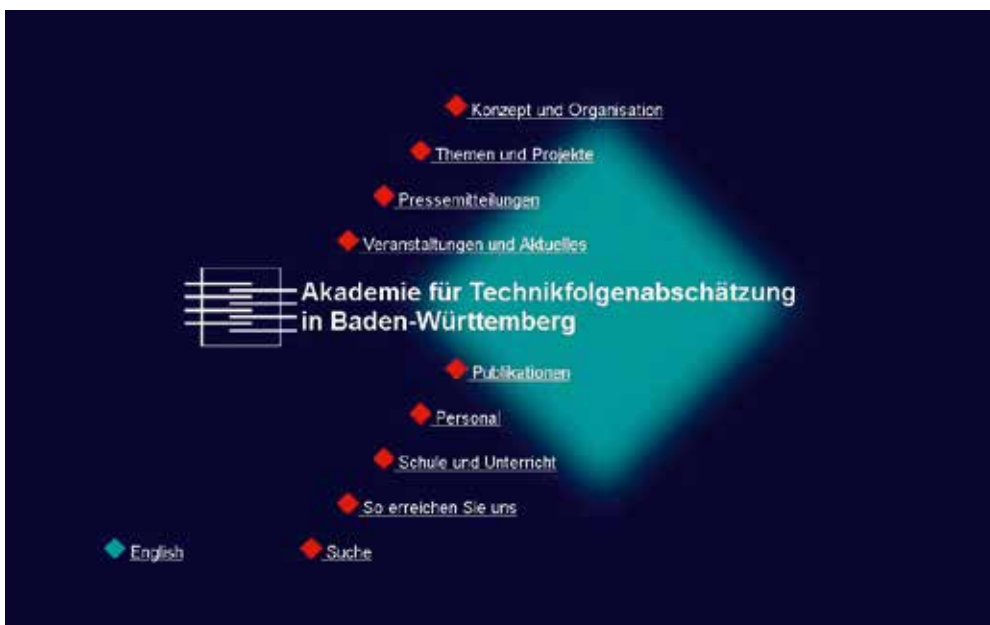 Konzept und Organisation
Themen und Projekte
Pressemitteilungen
Veranstaltungen und Aktuelles
Akademie für Technikfolgenabschätzung
in Baden-Württemberg
Publikationen
Personal
Schule und Unterricht
So erreichen Sie uns
English
Suche